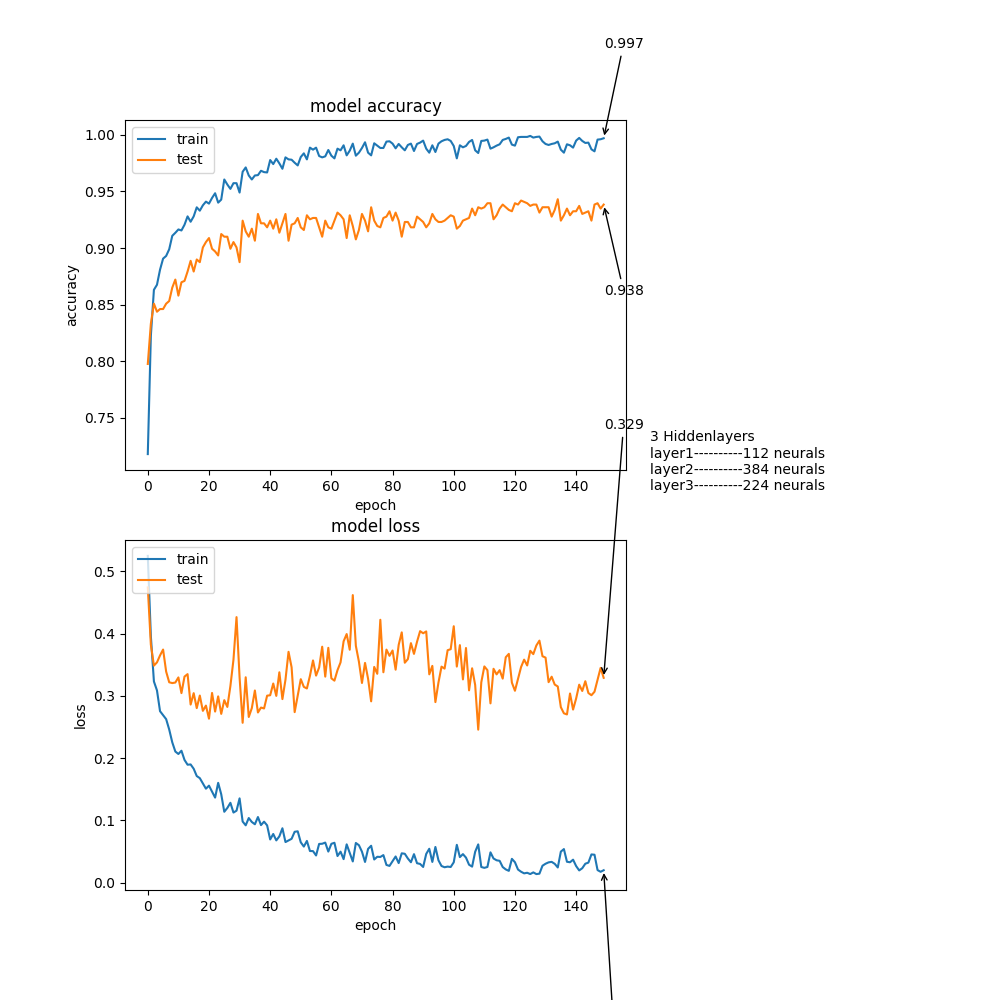 0.997
model accuracy
train
test
1.00
0.95
0.90
0.85
0.80
0.75
accuracy
0 20 40 60 80 100 120 140
epoch
0.938
0.329
3 Hiddenlayers
layer1----------112 neurals
layer2----------384 neurals
layer3----------224 neurals
model loss
train
test
0.5
0.4
0.3
0.2
0.1
0.0
loss
0 20 40 60 80 100 120 140
epoch